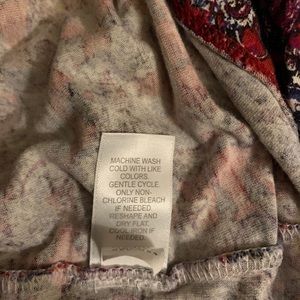 MACHINE WASH
COLD WITH LIKE
COLORS.
GENTLE CYCLE.
ONLY NON-
CHLORINE BLEACH
IF NEEDED.
RESHAPE AND
DRY FLAT.
COOL IRON IF
NEEDED.